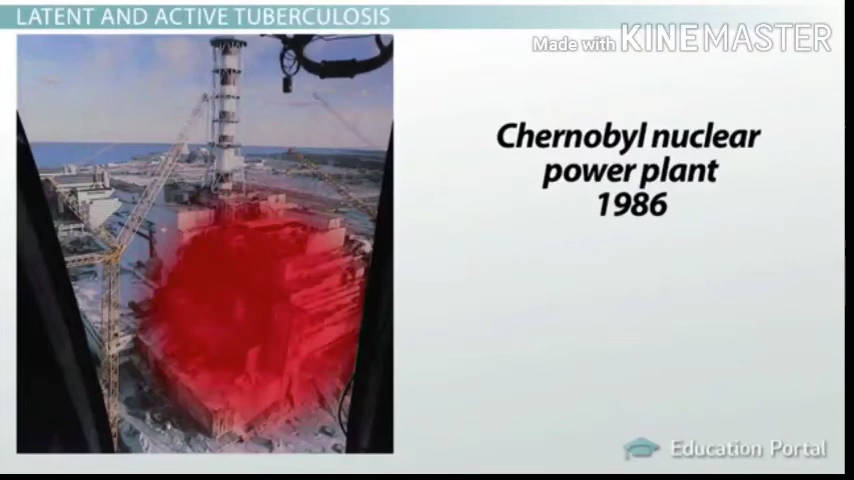 LATENT AND ACTIVE TUBERCULOSIS
Made with KINEMASTER
Chernobyl nuclear
power plant
1986
Education Portal